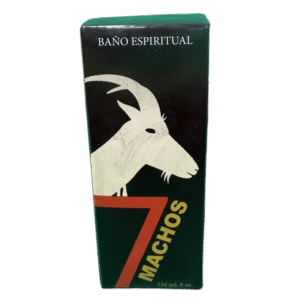 BAÑO ESPIRITUAL
7
MACHOS
236 ml. 8 oz